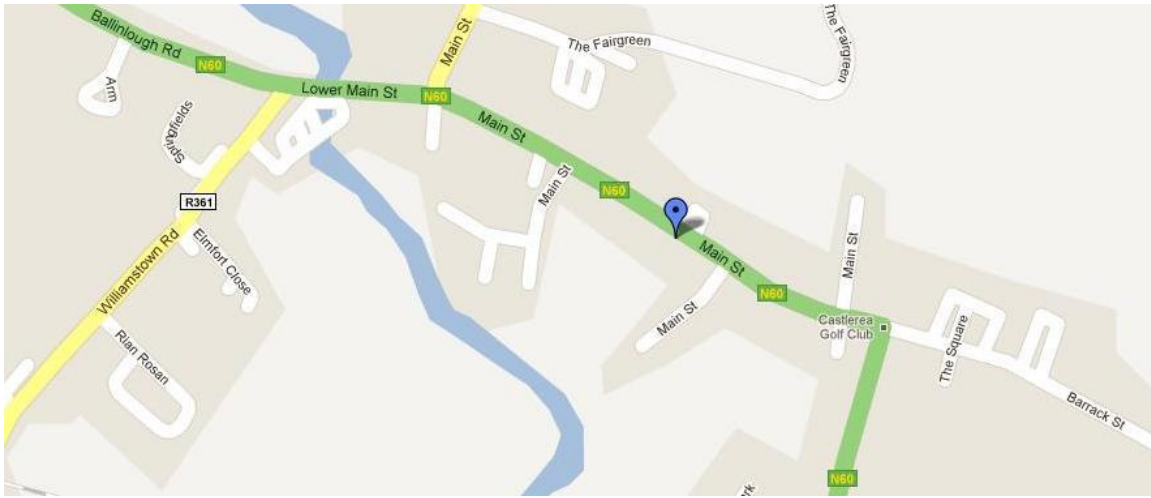 Ballinlough Rd
N60
Arm
Springfields
Lower Main St
Main St
N60
The Fairgreen
The Fairgreen
Main St
Main St
N60
R361
Williamstown Rd
Elmfort Close
Rian Rosan
Main St
Main St
N60
Main St
Castlerea
Golf Club
The Square
Barrack St
N60